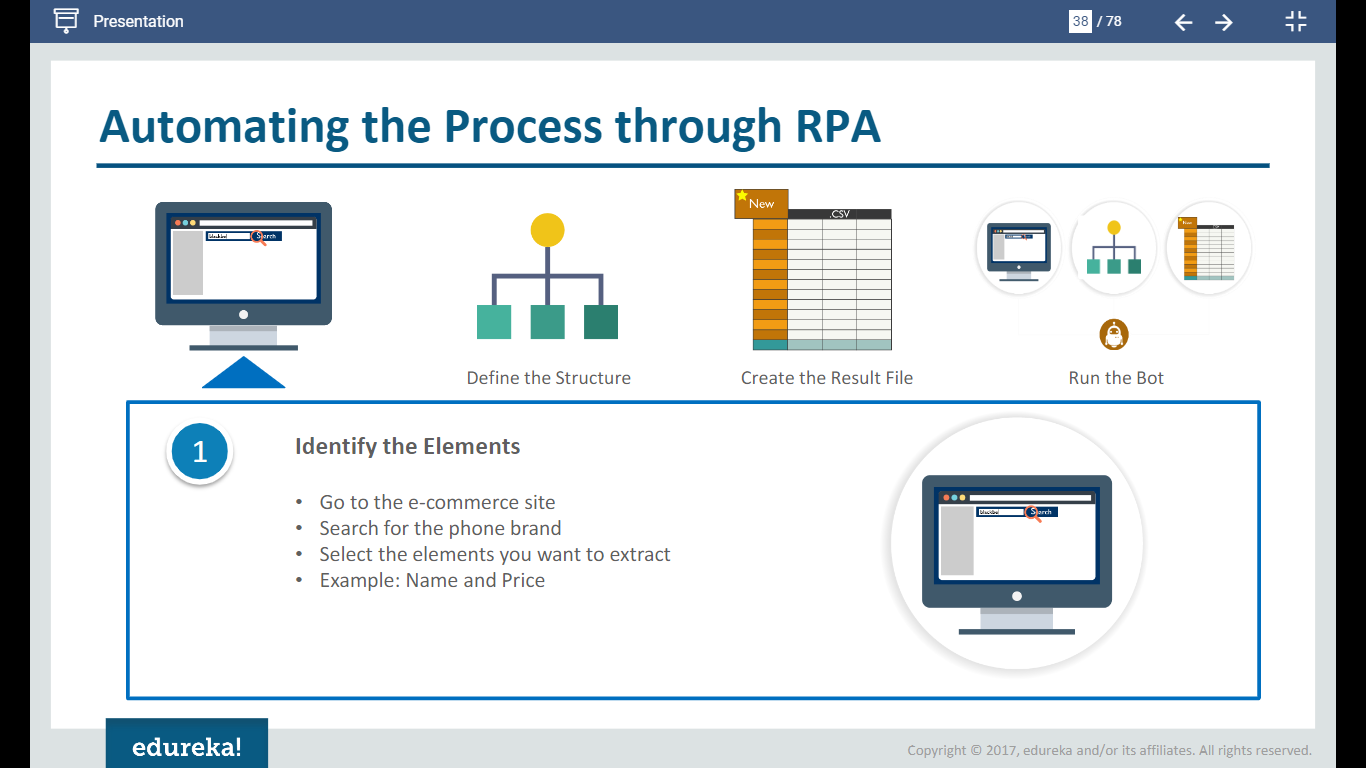 Presentation
38 / 78
Automating the Process through RPA
Search
New
.CSV
Define the Structure
Create the Result File
Run the Bot
1
Identify the Elements
• Go to the e-commerce site
• Search for the phone brand
• Select the elements you want to extract
• Example: Name and Price
Search
edureka!
Copyright © 2017, edureka and/or its affiliates. All rights reserved.